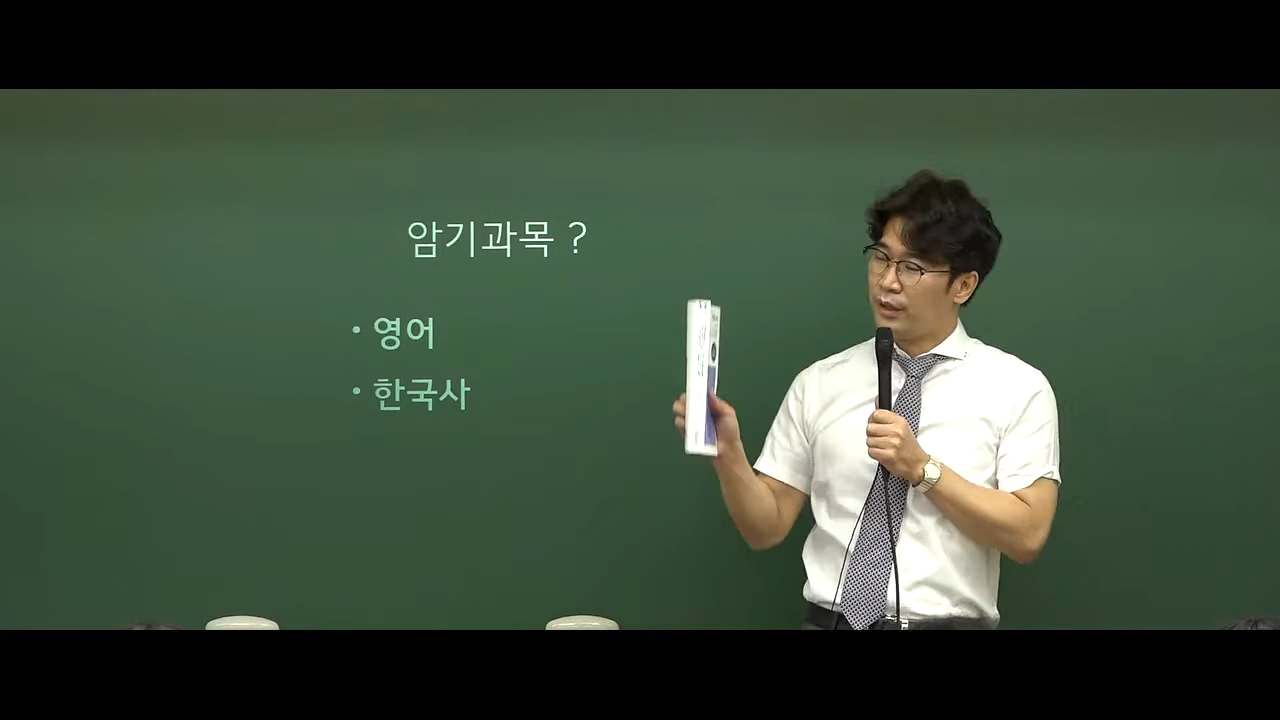 암기과목 ?
• 영어
• 한국사